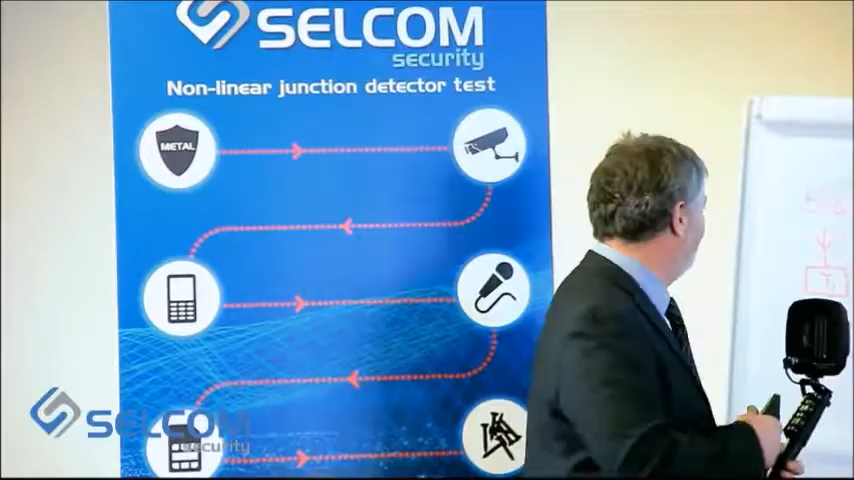 SELCOM
security
Non-linear junction detector test
METAL
SELCOM
security